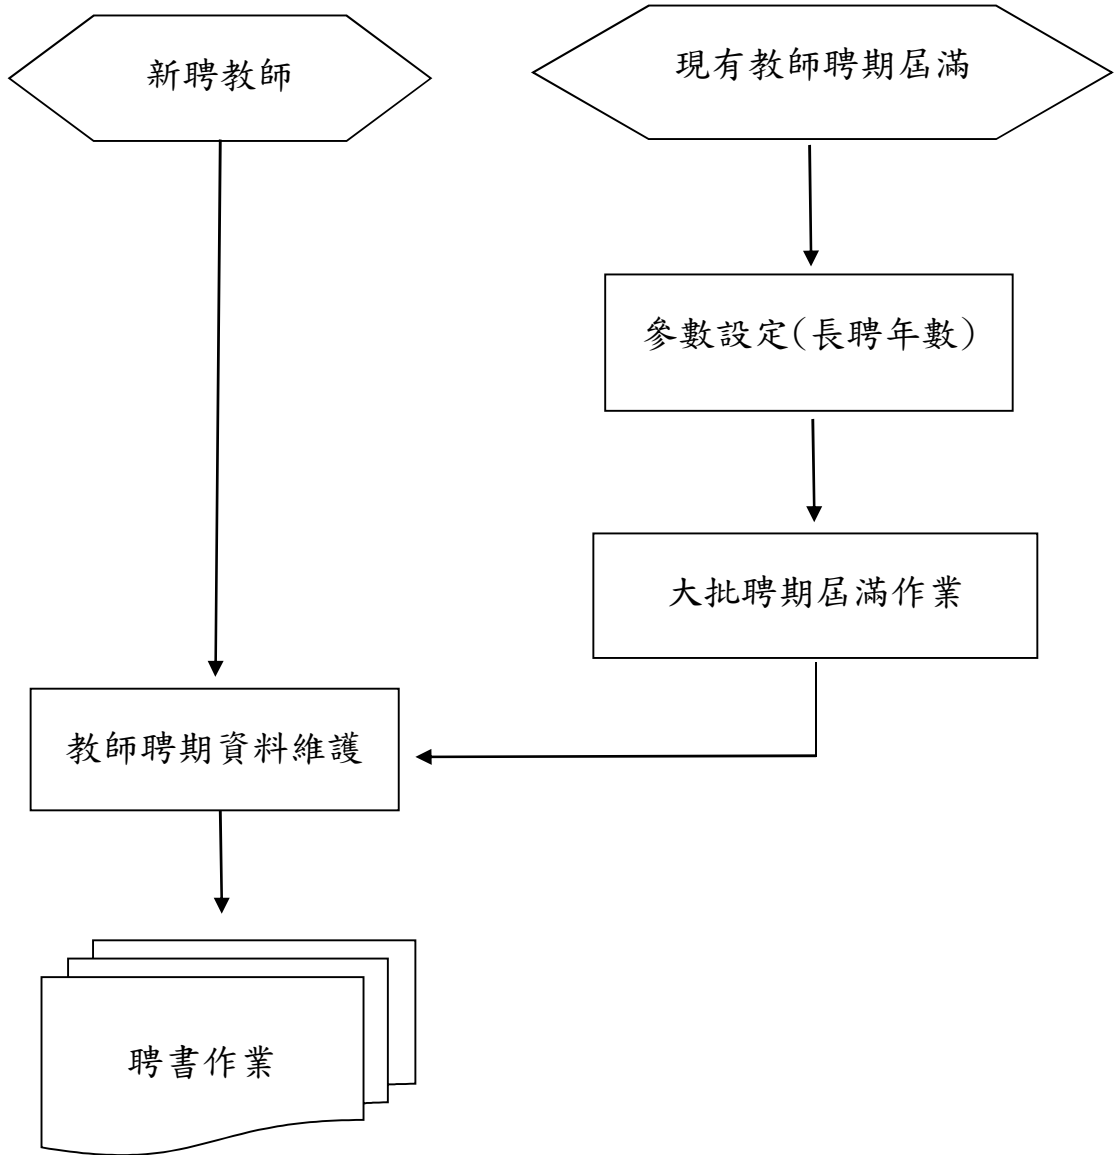 新聘教師
現有教師聘期屆滿
參數設定(長聘年數)
大批聘期屆滿作業
教師聘期資料維護
聘書作業